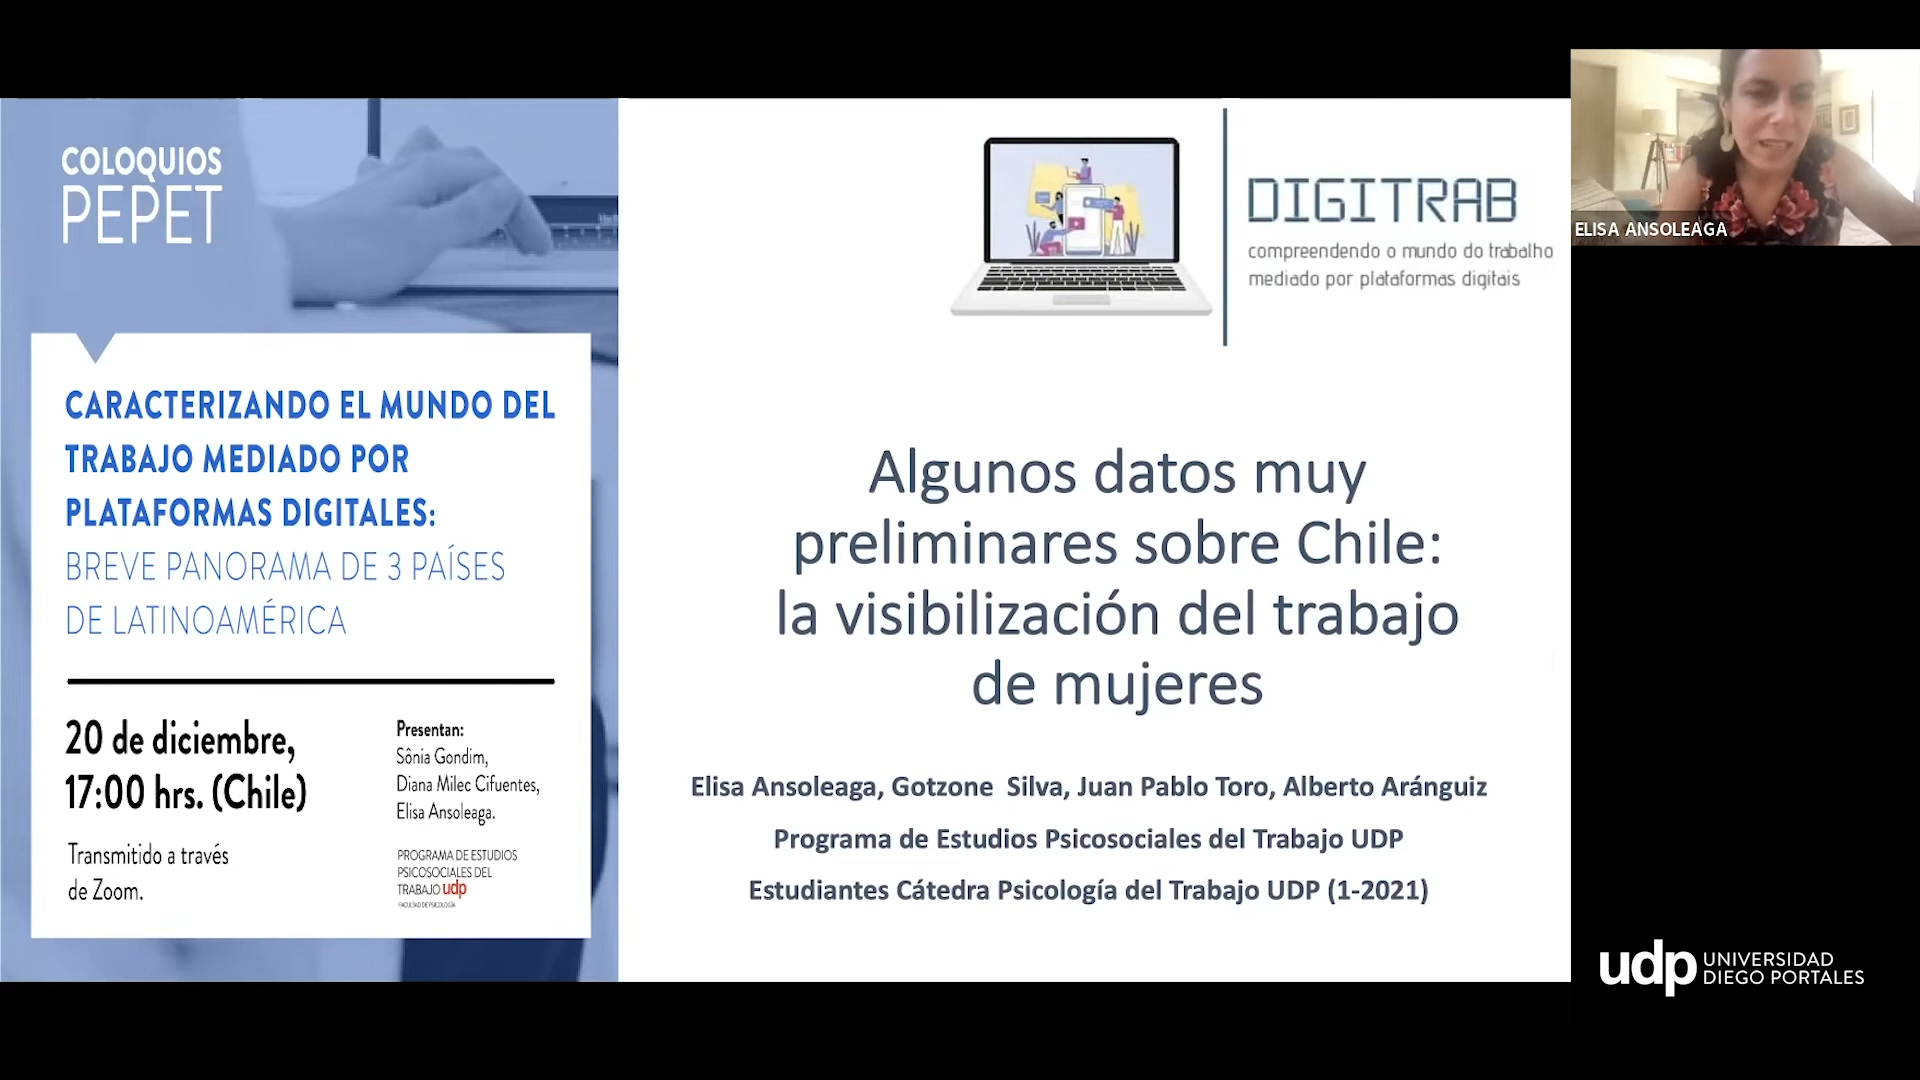 COLOQUIOS
PEPET
CARACTERIZANDO EL MUNDO DEL
TRABAJO MEDIADO POR
PLATAFORMAS DIGITALES:
BREVE PANORAMA DE 3 PAÍSES
DE LATINOAMÉRICA
20 de diciembre,
17:00 hrs. (Chile)
Transmitido a través
de Zoom.
Presentan:
Sônia Gondim,
Diana Milec Cifuentes,
Elisa Ansoleaga.
PROGRAMA DE ESTUDIOS
PSICOSOCIALES DEL
TRABAJO udp
FACULTAD DE PSICOLOGÍA
DIGITRAB
compreendendo o mundo do trabalho
mediado por plataformas digitais
Algunos datos muy
preliminares sobre Chile:
la visibilización del trabajo
de mujeres
Elisa Ansoleaga, Gotzone Silva, Juan Pablo Toro, Alberto Aránguiz
Programa de Estudios Psicosociales del Trabajo UDP
Estudiantes Cátedra Psicología del Trabajo UDP (1-2021)
ELISA ANSOLEAGA
udp UNIVERSIDAD
DIEGO PORTALES